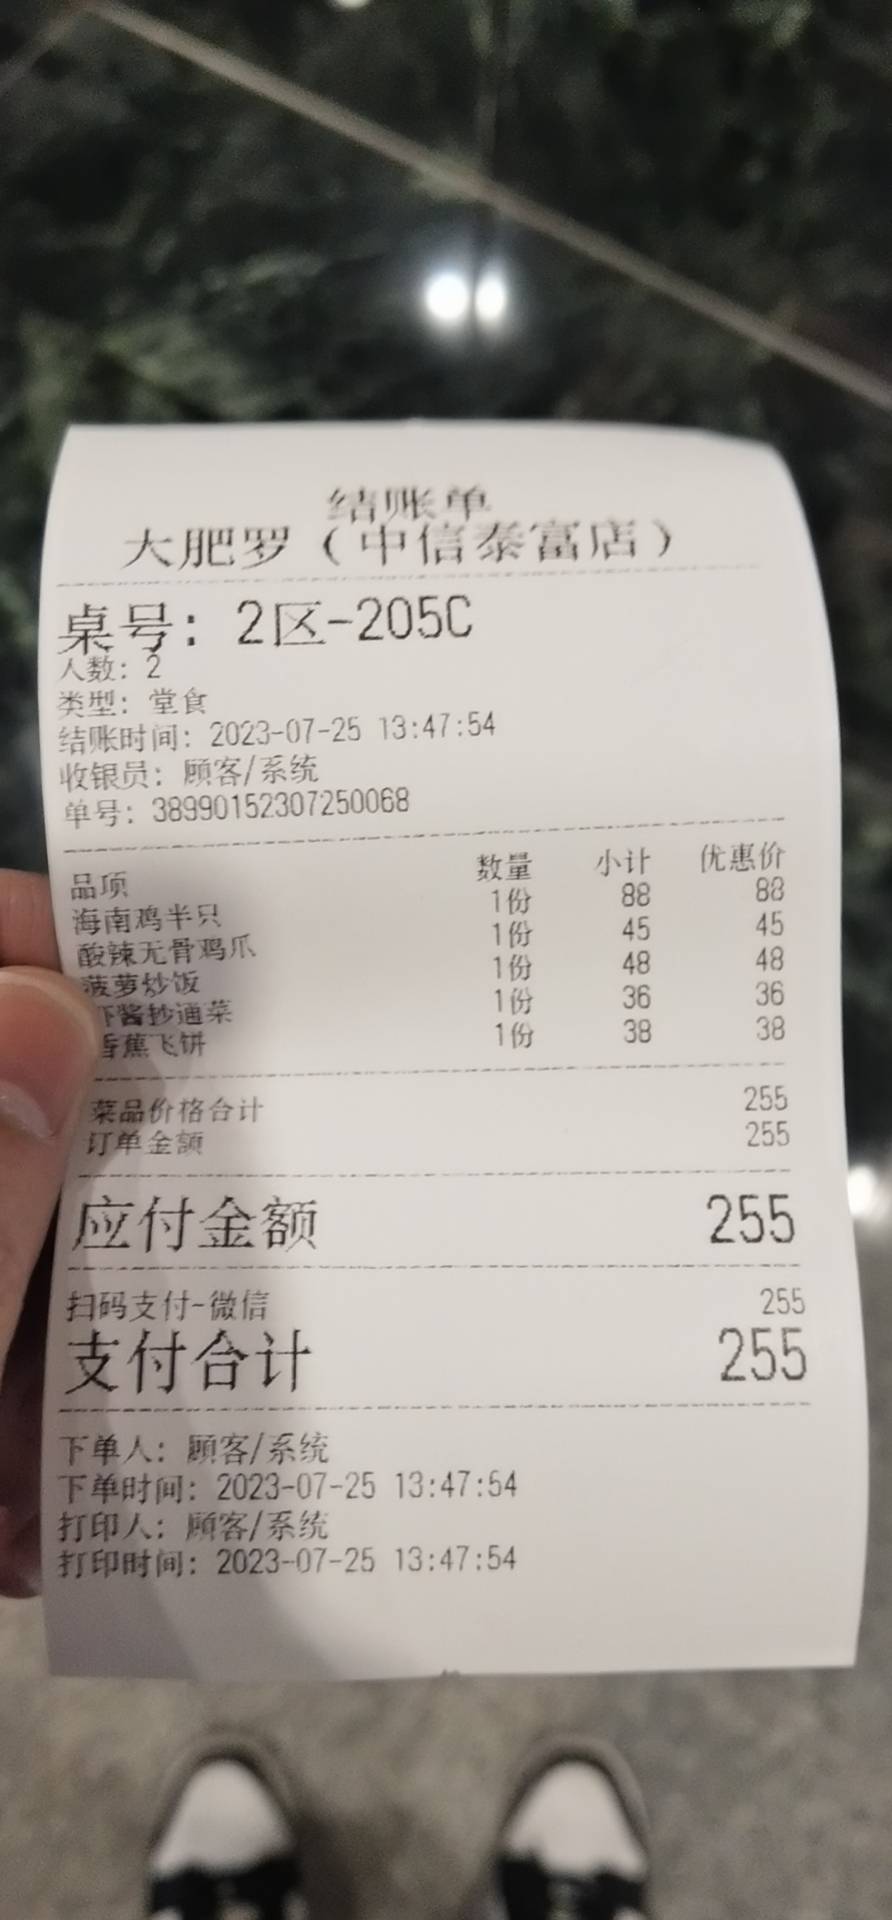 结账单
大肥罗（中信泰富店）
桌号：2区-205C
人数：2
类型：堂食
结账时间：2023-07-25 13:47:54
收银员：顾客/系统
单号：38990152307250068
品项 数量 小计 优惠价
海南鸡半只 1份 88 88
酸辣无骨鸡爪 1份 45 45
菠萝炒饭 1份 48 48
虾酱抄通菜 1份 36 36
香蕉飞饼 1份 38 38
菜品价格合计 255
订单金额 255
应付金额 255
扫码支付-微信 255
支付合计 255
下单人：顾客/系统
下单时间：2023-07-25 13:47:54
打印人：顾客/系统
打印时间：2023-07-25 13:47:54